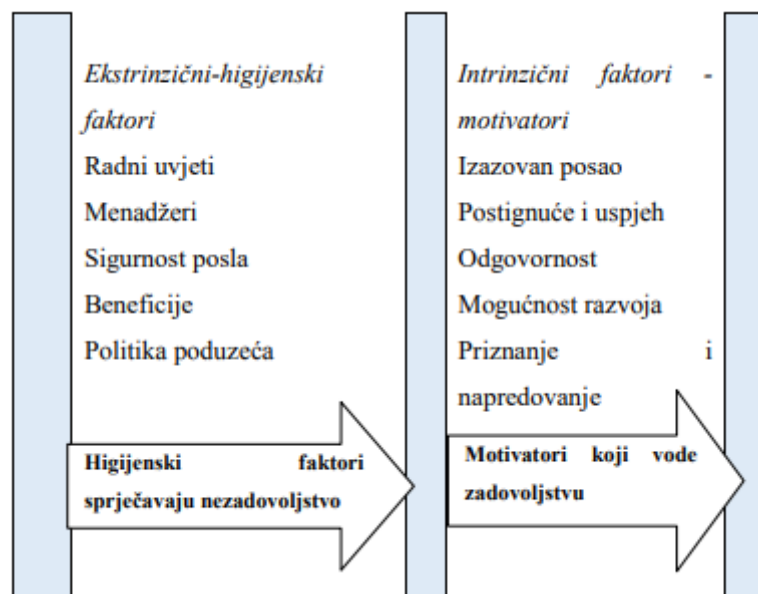 Ekstrinzični-higijenski
faktori
Radni uvjeti
Menadžeri
Sigurnost posla
Beneficije
Politika poduzeća
Higijenski faktori
sprječavaju nezadovoljstvo
Intrinzični faktori -
motivatori
Izazovan posao
Postignuće i uspjeh
Odgovornost
Mogućnost razvoja
Priznanje i
napredovanje
Motivatori koji vode
zadovoljstvu